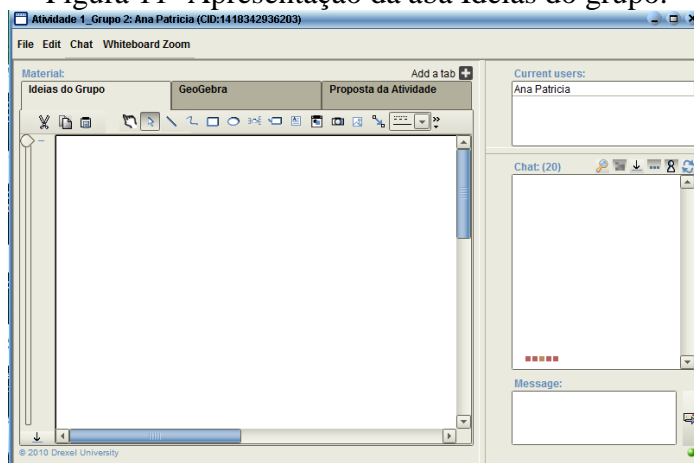 Figura 11- Apresentação da aba Ideias do grupo.
Atividade 1_Grupo 2: Ana Patricia (CID:1418342936203)
File Edit Chat Whiteboard Zoom
Material:
Add a tab
Ideias do Grupo
GeoGebra
Proposta da Atividade
Current users:
Ana Patricia
Chat: (20)
Message:
© 2010 Drexel University